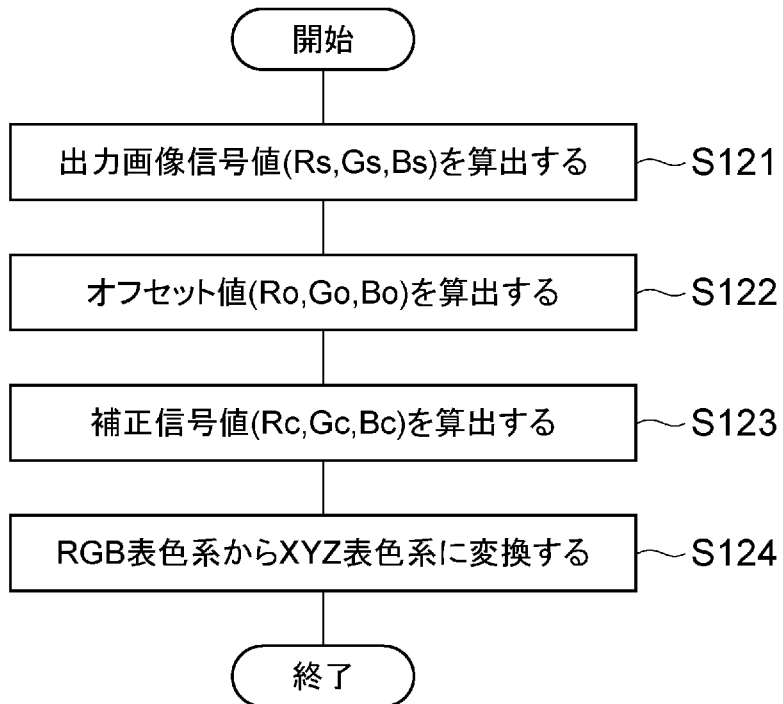 開始
出力画像信号値(Rs,Gs,Bs)を算出する
S121
オフセット値(Ro,Go,Bo)を算出する
S122
補正信号値(Rc,Gc,Bc)を算出する
S123
RGB表色系からXYZ表色系に変換する
S124
終了